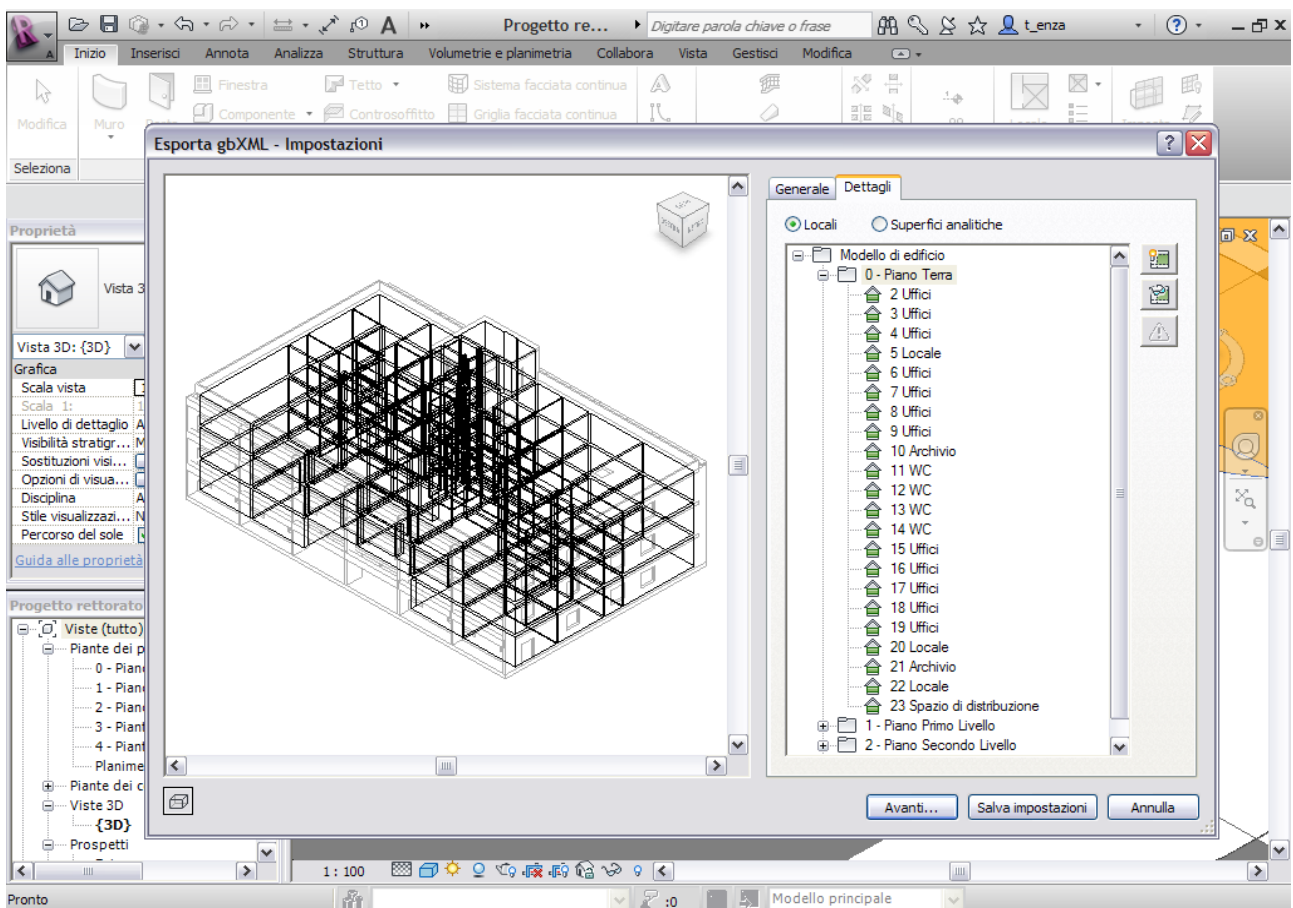 Progetto re...
Digitare parola chiave o frase
t_enza
Inizio Inserisci Annota Analizza Struttura Volumetrie e planimetria Collabora Vista Gestisci Modifica
Finestra Tetto Sistema facciata continua
Modifica Muro Componente Controsoffitto Griglia facciata continua
Seleziona
Esporta gbXML - Impostazioni
Generale Dettagli
Locali Superfici analitiche
Modello di edificio
0 - Piano Terra
2 Uffici
3 Uffici
4 Uffici
5 Locale
6 Uffici
7 Uffici
8 Uffici
9 Uffici
10 Archivio
11 WC
12 WC
13 WC
14 WC
15 Uffici
16 Uffici
17 Uffici
18 Uffici
19 Uffici
20 Locale
21 Archivio
22 Locale
23 Spazio di distribuzione
1 - Piano Primo Livello
2 - Piano Secondo Livello
Avanti... Salva impostazioni Annulla
Proprietà
Vista 3
Vista 3D: {3D}
Grafica
Scala vista
Scala 1:
Livello di dettaglio A
Visibilità stratigr... M
Sostituzioni visi...
Opzioni di visua...
Disciplina A
Stile visualizzazi... N
Percorso del sole
Guida alle proprietà
Progetto rettorato
Viste (tutto)
Piante dei p
0 - Pian
1 - Pian
2 - Pian
3 - Piant
4 - Piant
Planime
Piante dei c
Viste 3D
{3D}
Prospetti
1 : 100
Pronto
:0
Modello principale